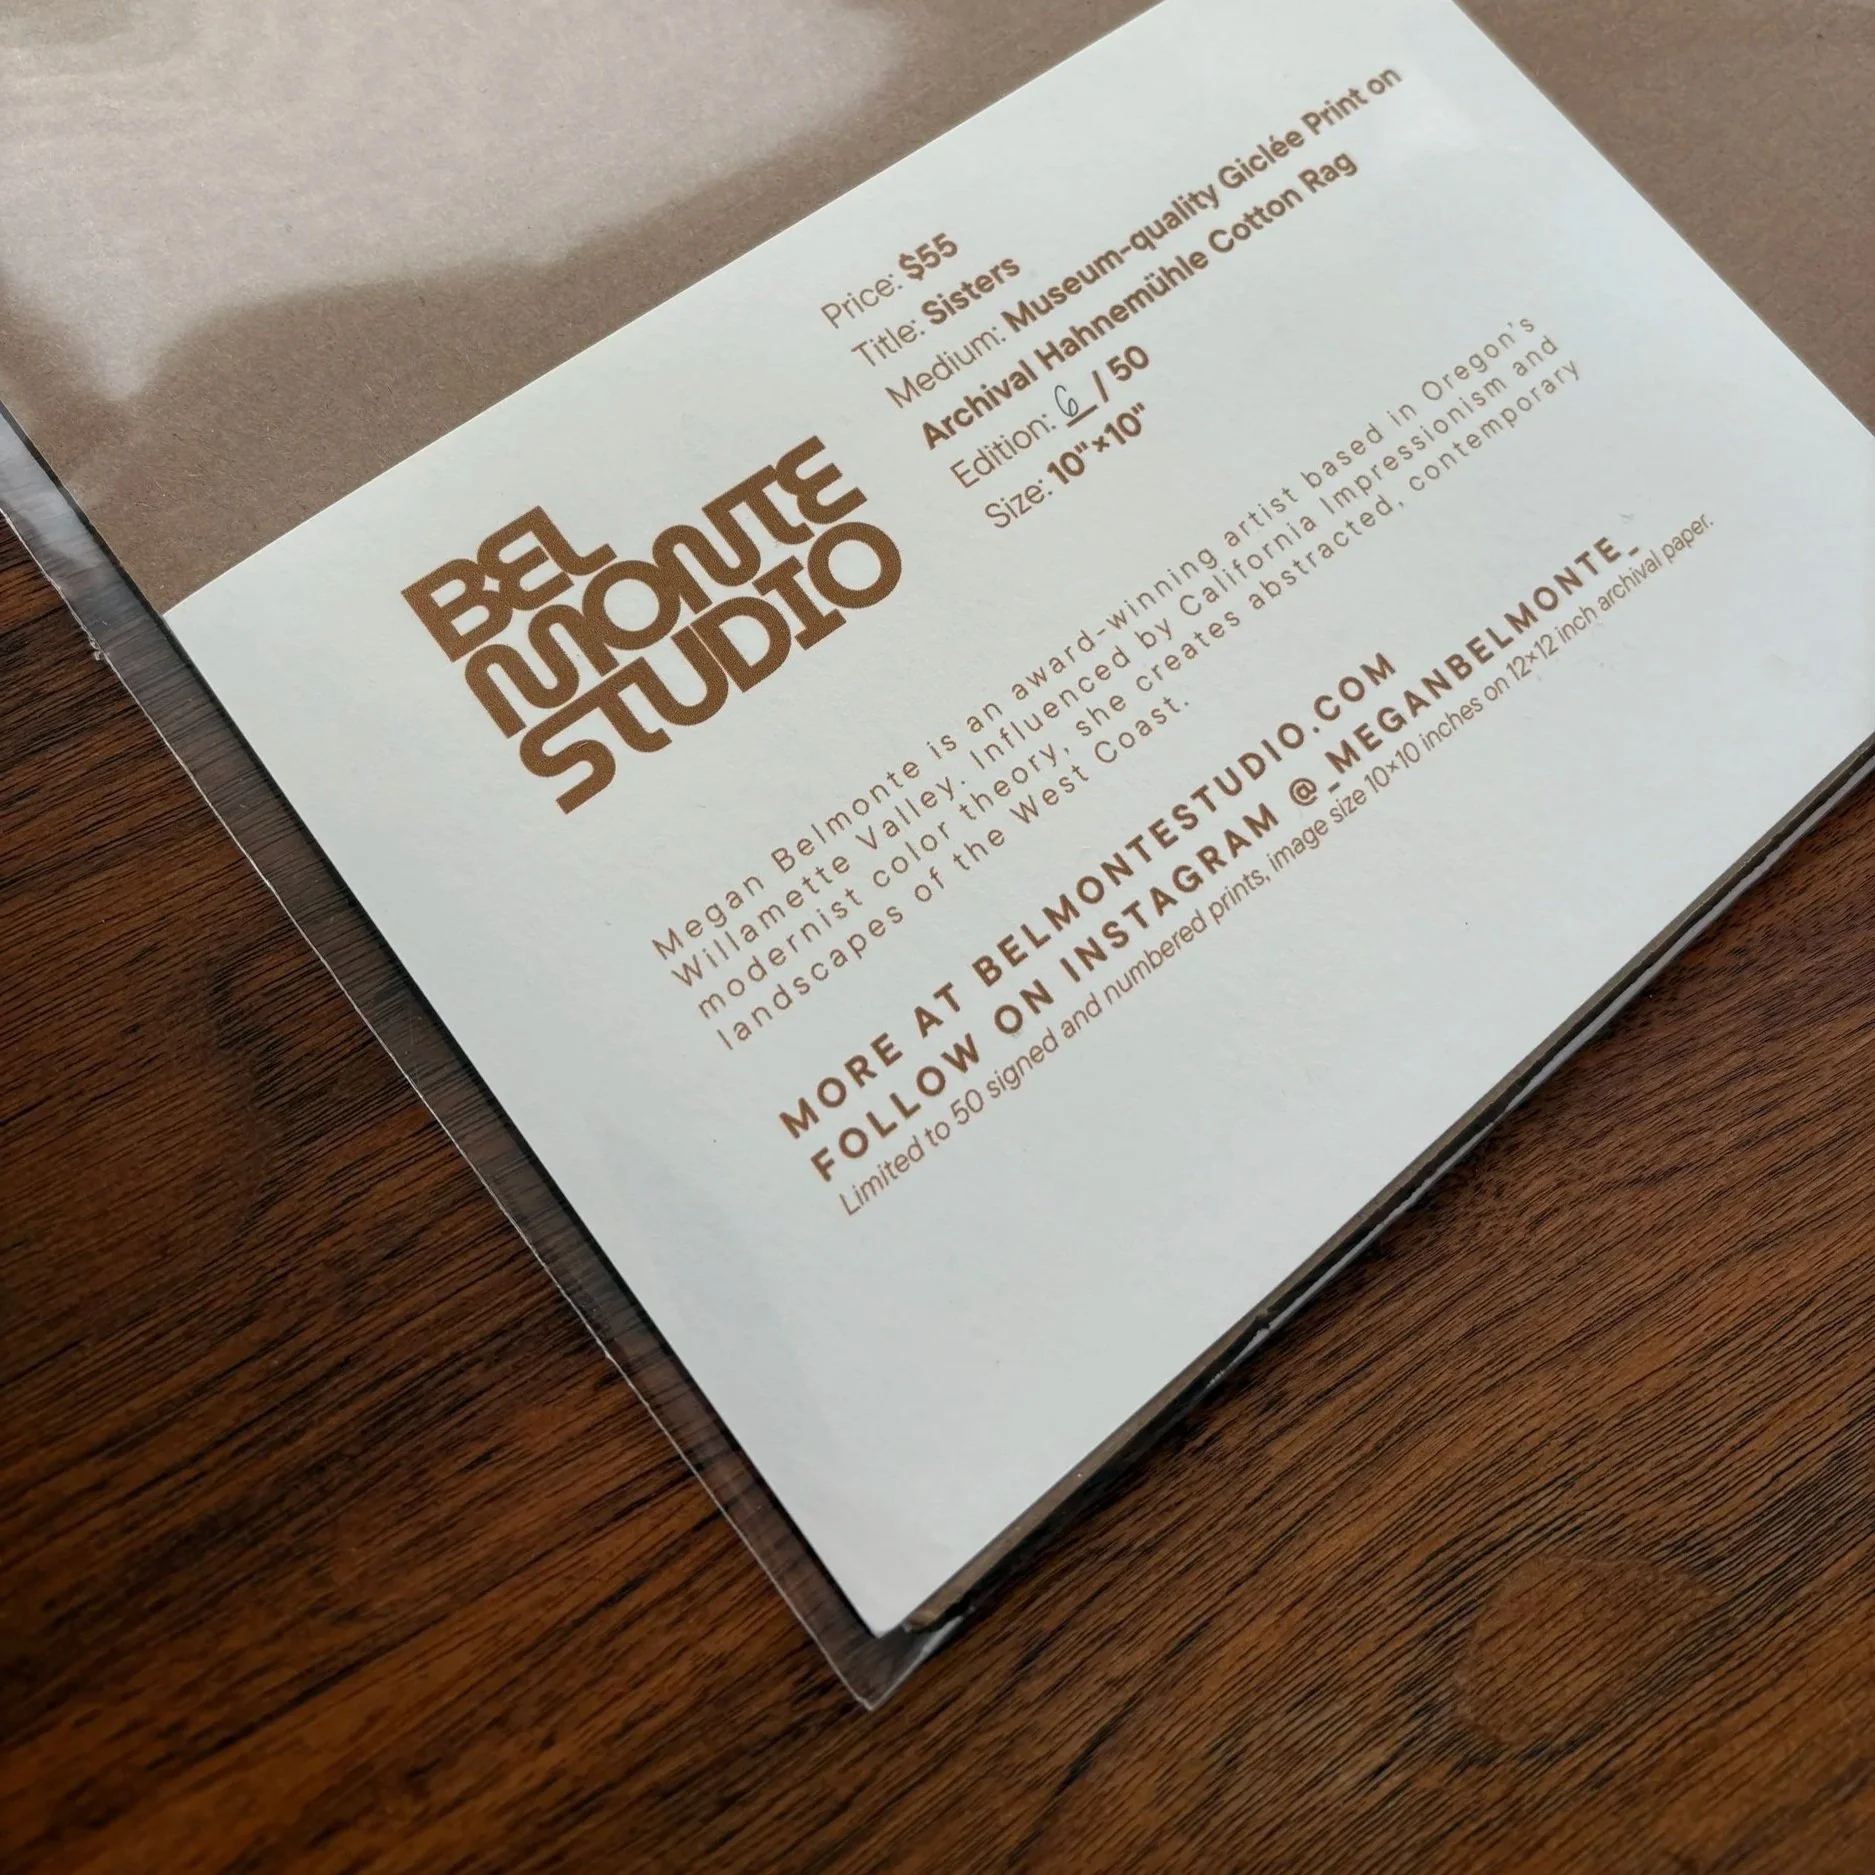 BEL
MONTE
STUDIO
Price: $55
Title: Sisters
Medium: Museum-quality Giclée Print on
Archival Hahnemühle Cotton Rag
Edition: 6 / 50
Size: 10"×10"
Megan Belmonte is an award-winning artist based in Oregon's
Willamette Valley. Influenced by California Impressionism and
modernist color theory, she creates abstracted, contemporary
landscapes of the West Coast.
MORE AT BELMONTESTUDIO.COM
FOLLOW ON INSTAGRAM @_MEGANBELMONTE_
Limited to 50 signed and numbered prints, image size 10×10 inches on 12×12 inch archival paper.